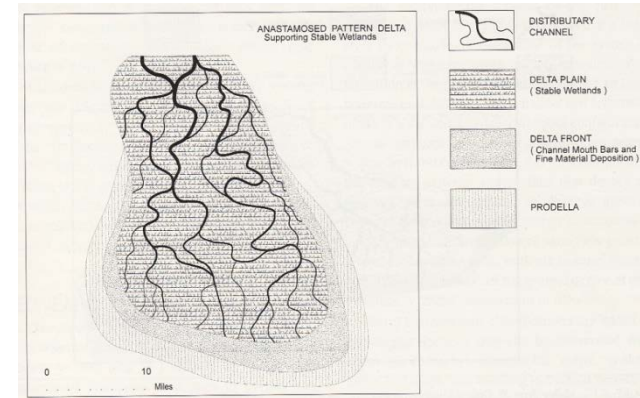 ANASTAMOSED PATTERN DELTA
Supporting Stable Wetlands
0 10
Miles
DISTRIBUTARY
CHANNEL
DELTA PLAIN
( Stable Wetlands )
DELTA FRONT
( Channel Mouth Bars and
Fine Material Deposition )
PRODELLA